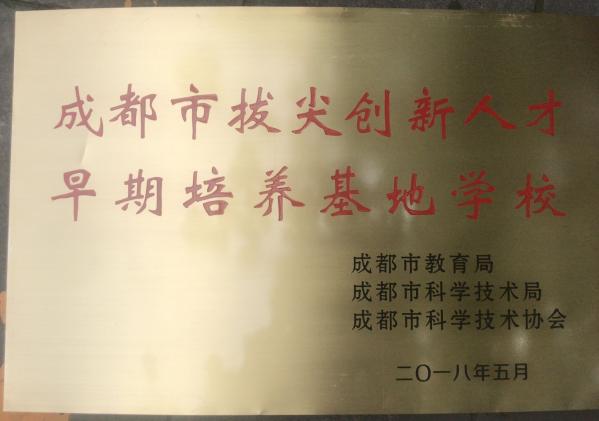 成都市拔尖创新人才
早期培养基地学校
成都市教育局
成都市科学技术局
成都市科学技术协会
二〇一八年五月